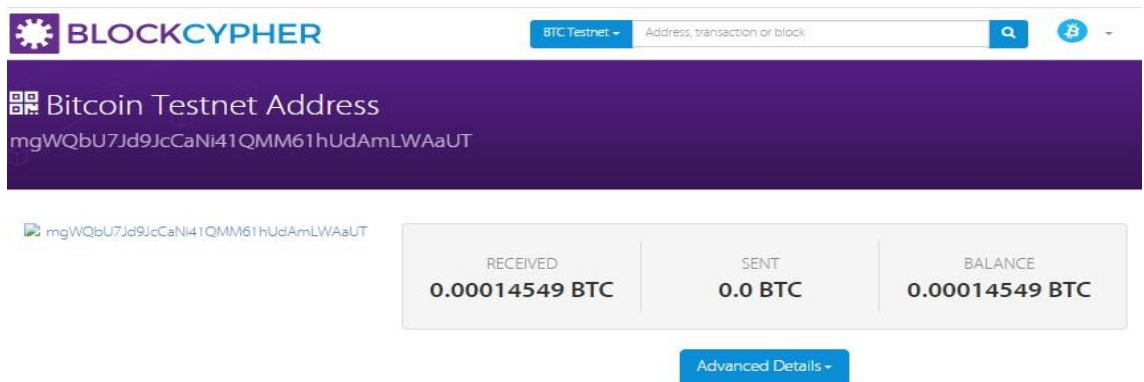 BLOCKCYPHER
BTC Testnet
Address, transaction or block
Bitcoin Testnet Address
mgWQbU7Jd9JcCaNi41QMM61hUdAmLWAaUT
mgWQbU7Jd9JcCaNi41QMM61hUdAmLWAaUT
RECEIVED SENT BALANCE
0.00014549 BTC 0.0 BTC 0.00014549 BTC
Advanced Details